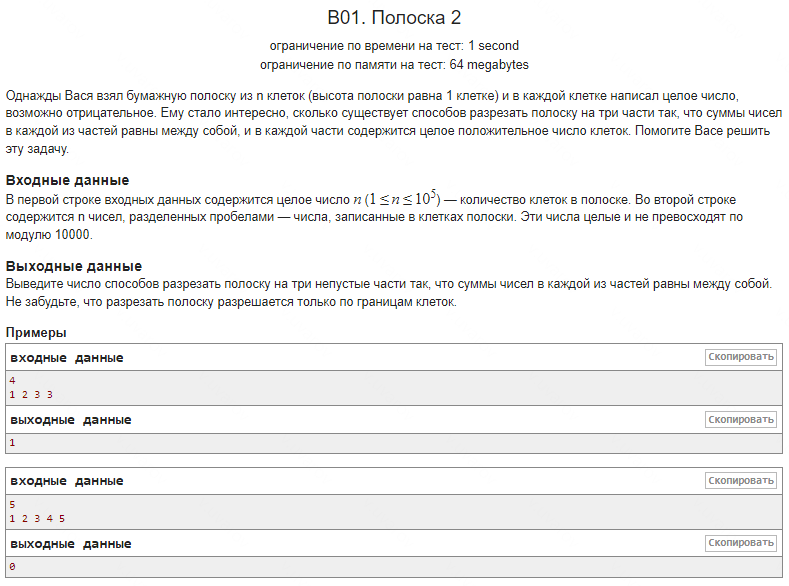 B01. Полоска 2
ограничение по времени на тест: 1 second
ограничение по памяти на тест: 64 megabytes
Однажды Вася взял бумажную полоску из n клеток (высота полоски равна 1 клетке) и в каждой клетке написал целое число,
возможно отрицательное. Ему стало интересно, сколько существует способов разрезать полоску на три части так, что суммы чисел
в каждой из частей равны между собой, и в каждой части содержится целое положительное число клеток. Помогите Васе решить
эту задачу.
Входные данные
В первой строке входных данных содержится целое число n (1 ≤ n ≤ 10⁵) — количество клеток в полоске. Во второй строке
содержится n чисел, разделенных пробелами — числа, записанные в клетках полоски. Эти числа целые и не превосходят по
модулю 10000.
Выходные данные
Выведите число способов разрезать полоску на три непустые части так, что суммы чисел в каждой из частей равны между собой.
Не забудьте, что разрезать полоску разрешается только по границам клеток.
Примеры
входные данные Скопировать
4
1 2 3 3
выходные данные Скопировать
1
входные данные Скопировать
5
1 2 3 4 5
выходные данные Скопировать
0